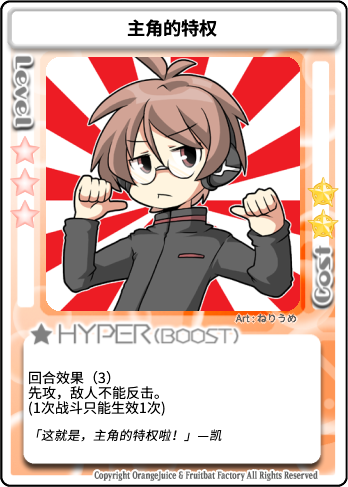 主角的特权
Level
Cost
Art : ねりうめ
HYPER(BOOST)
回合效果（3）
先攻，敌人不能反击。
(1次战斗只能生效1次)
「这就是，主角的特权啦！」—凯
Copyright OrangeJuice & Fruitbat Factory All Rights Reserved